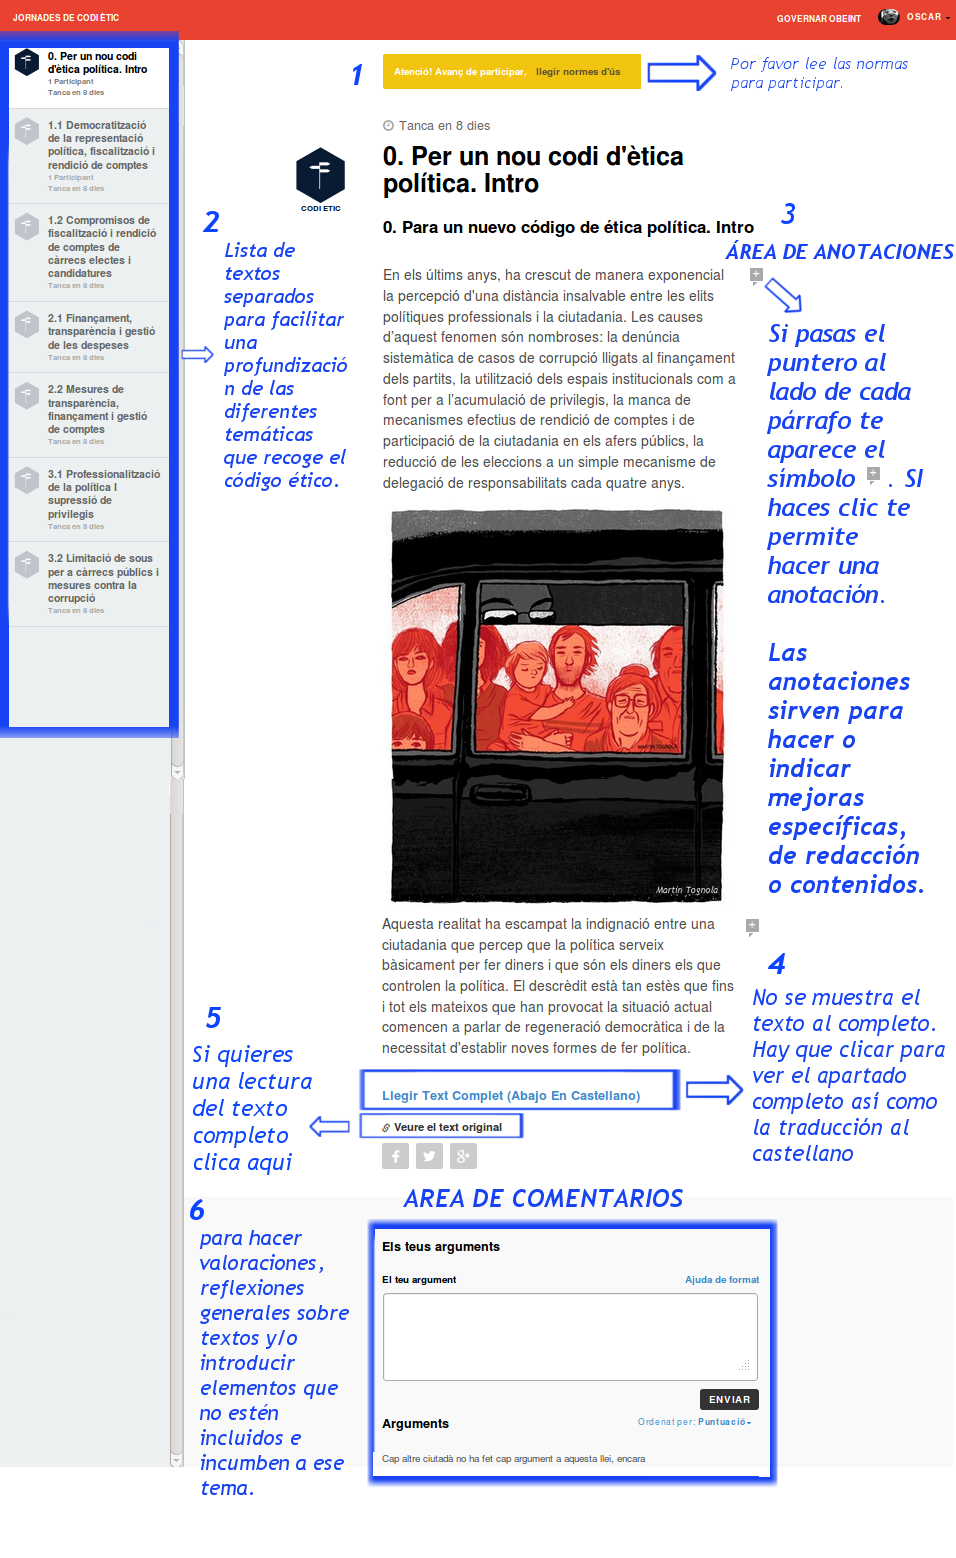 JORNADES DE CODI ÈTIC
GOVERNAR OBEINT
OSCAR
0. Per un nou codi
d'ètica política. Intro
1 Participant
Tanca en 8 dies
1.1 Democratització
de la representació
política, fiscalització i
rendició de comptes
1 Participant
Tanca en 8 dies
1.2 Compromisos de
fiscalització i rendició
de comptes de
càrrecs electes i
candidatures
Tanca en 8 dies
2.1 Finançament,
transparència i gestió
de les despeses
Tanca en 8 dies
2.2 Mesures de
transparència,
finançament i gestió
de comptes
Tanca en 8 dies
3.1 Professionalització
de la política I
supressió de
privilegis
Tanca en 8 dies
3.2 Limitació de sous
per a càrrecs públics i
mesures contra la
corrupció
Tanca en 8 dies
1
Atenció! Avanç de participar, llegir normes d'ús
Por favor lee las normas
para participar.
Tanca en 8 dies
CODI ETIC
0. Per un nou codi d'ètica
política. Intro
0. Para un nuevo código de ética política. Intro
2
Lista de
textos
separados
para facilitar
una
profundizació
n de las
diferentes
temáticas
que recoge el
código ético.
3
ÁREA DE ANOTACIONES
Si pasas el
puntero al
lado de cada
párrafo te
aparece el
símbolo + . SI
haces clic te
permite
hacer una
anotación.
Las
anotaciones
sirven para
hacer o
indicar
mejoras
específicas,
de redacción
o contenidos.
En els últims anys, ha crescut de manera exponencial
la percepció d'una distància insalvable entre les elits
polítiques professionals i la ciutadania. Les causes
d'aquest fenomen són nombroses: la denúncia
sistemàtica de casos de corrupció lligats al finançament
dels partits, la utilització dels espais institucionals com a
font per a l'acumulació de privilegis, la manca de
mecanismes efectius de rendició de comptes i de
participació de la ciutadania en els afers públics, la
reducció de les eleccions a un simple mecanisme de
delegació de responsabilitats cada quatre anys.
+
MARTIN TOGNOLA
Martín Tognola
Aquesta realitat ha escampat la indignació entre una
ciutadania que percep que la política serveix
bàsicament per fer diners i que són els diners els que
controlen la política. El descrèdit està tan estès que fins
i tot els mateixos que han provocat la situació actual
comencen a parlar de regeneració democràtica i de la
necessitat d'establir noves formes de fer política.
+
4
No se muestra el
texto al completo.
Hay que clicar para
ver el apartado
completo así como
la traducción al
castellano
5
Si quieres
una lectura
del texto
completo
clica aqui
Llegir Text Complet (Abajo En Castellano)
Veure el text original
f
g+
6
para hacer
valoraciones,
reflexiones
generales sobre
textos y/o
introducir
elementos que
no estén
incluidos e
incumben a ese
tema.
AREA DE COMENTARIOS
Els teus arguments
El teu argument
Ajuda de format
ENVIAR
Arguments
Ordenat per: Puntuació
Cap altre ciutadà no ha fet cap argument a aquesta llei, encara